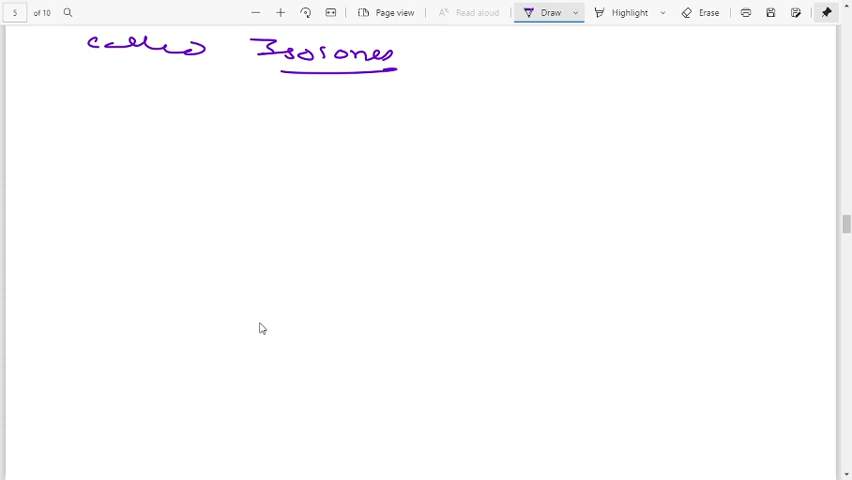 5 of 10 Page view A Read aloud Draw Highlight Erase
called Isotones